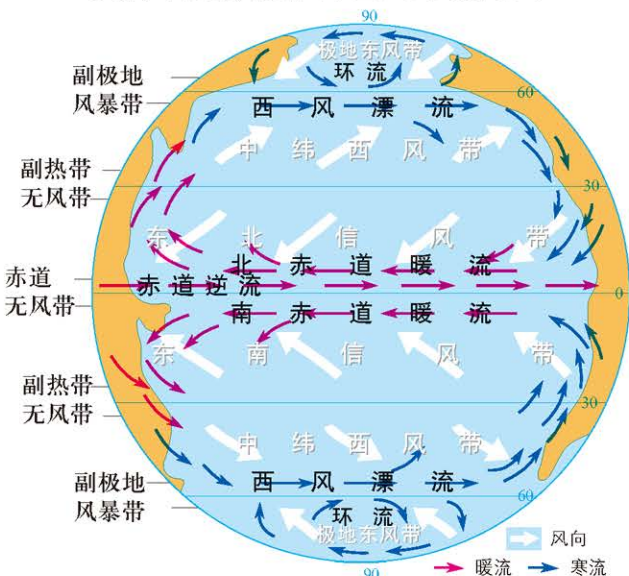 90
极地东风带
环流
副极地
风暴带
60
西风漂流
中纬西风带
副热带
无风带
30
东北信风带
北赤道暖流
赤道
无风带
赤道逆流
0
南赤道暖流
东南信风带
副热带
无风带
30
中纬西风带
副极地
风暴带
西风漂流
60
环流
极地东风带
90
风向
暖流
寒流